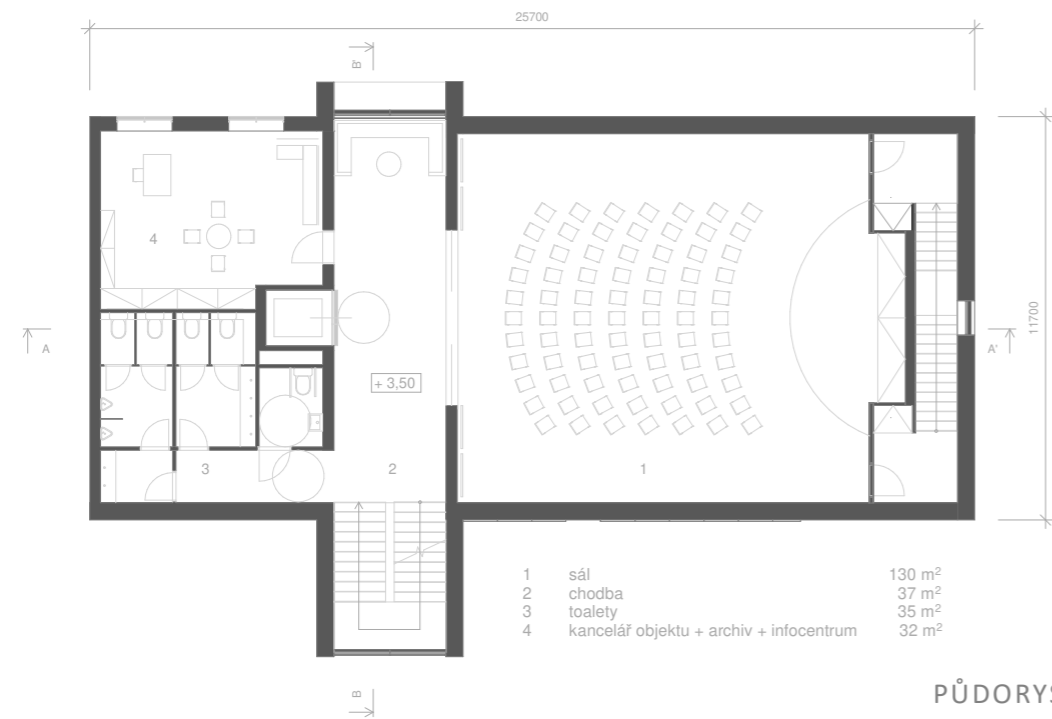 25700
B'
4
11700
A
A'
+ 3,50
3
2
1
1 sál 130 m²
2 chodba 37 m²
3 toalety 35 m²
4 kancelář objektu + archiv + infocentrum 32 m²
B
PŮDORYS